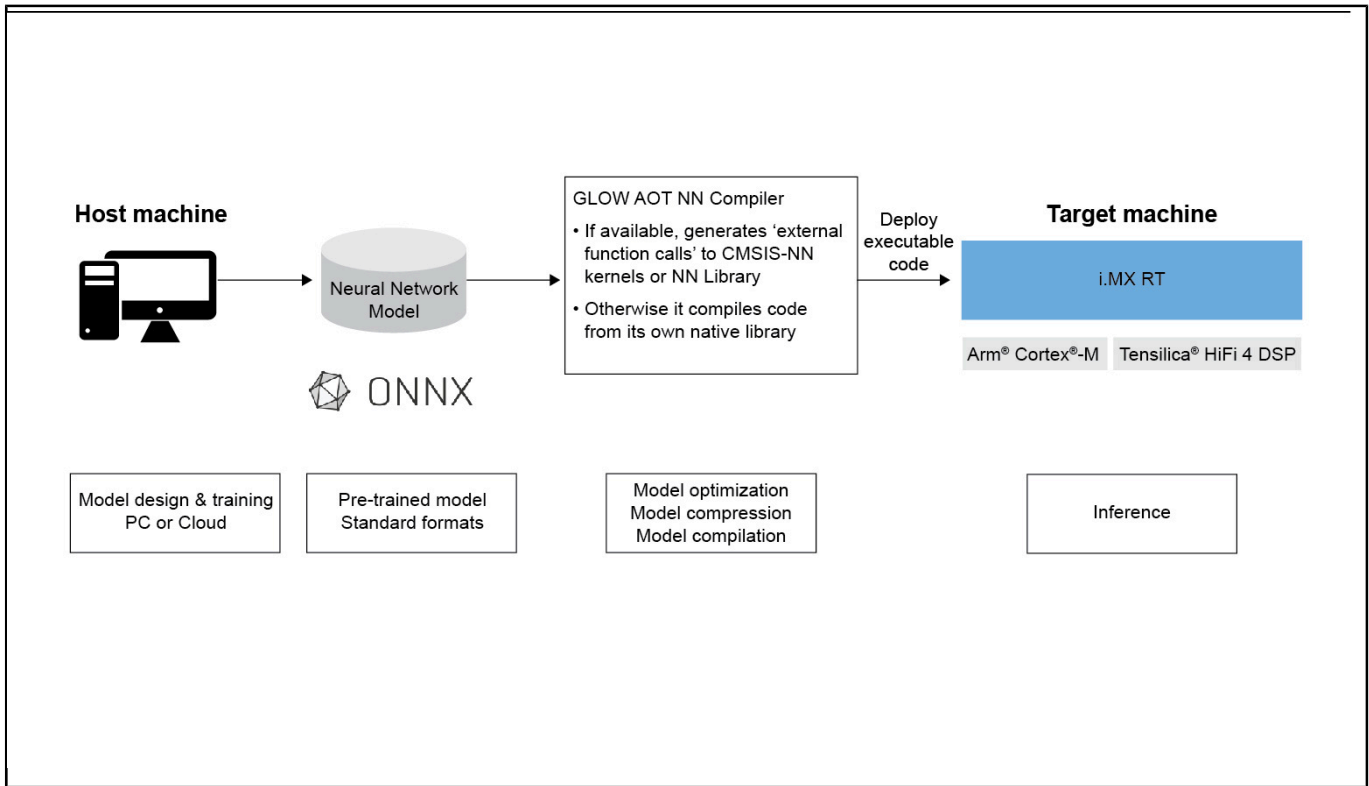 Host machine
Neural Network
Model
ONNX
GLOW AOT NN Compiler
• If available, generates ‘external
function calls’ to CMSIS-NN
kernels or NN Library
• Otherwise it compiles code
from its own native library
Deploy
executable
code
Target machine
i.MX RT
Arm® Cortex®-M
Tensilica® HiFi 4 DSP
Model design & training
PC or Cloud
Pre-trained model
Standard formats
Model optimization
Model compression
Model compilation
Inference